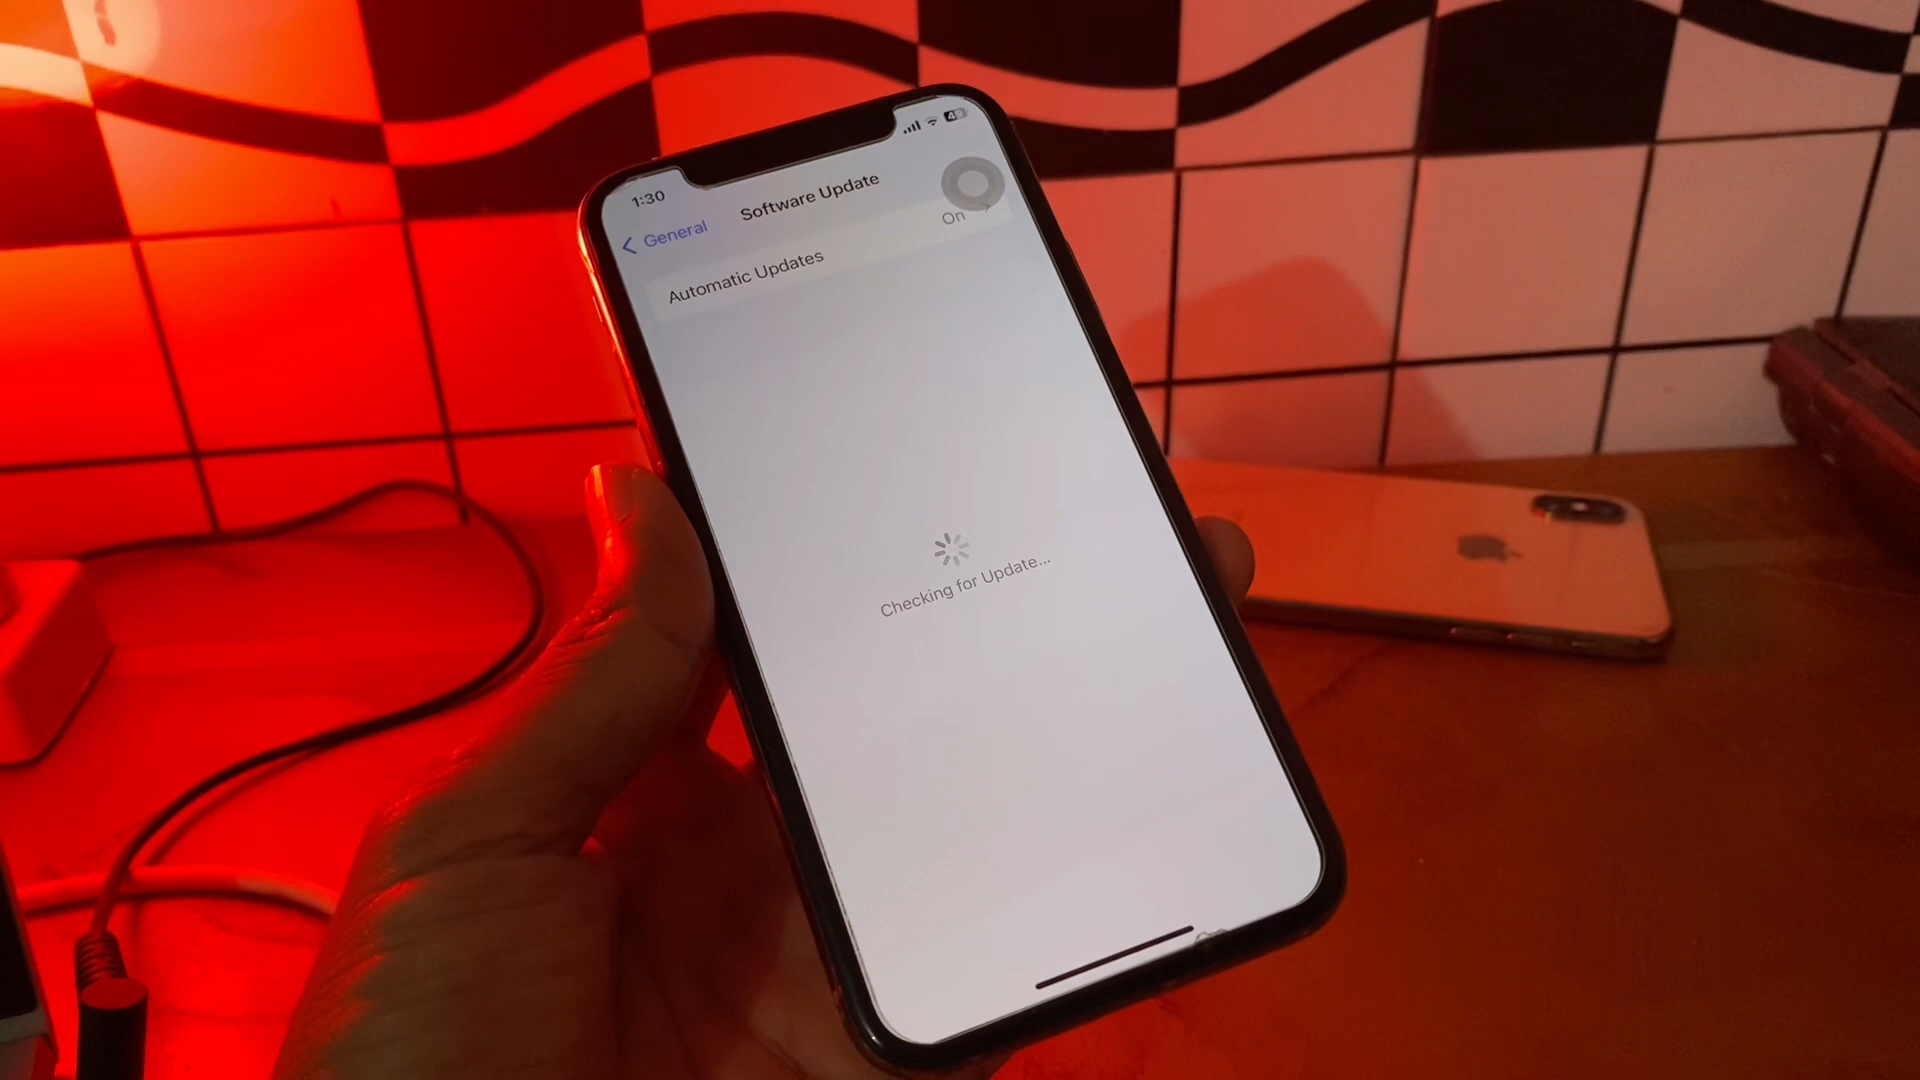 1:30
General
Software Update
Automatic Updates
On
Checking for Update...